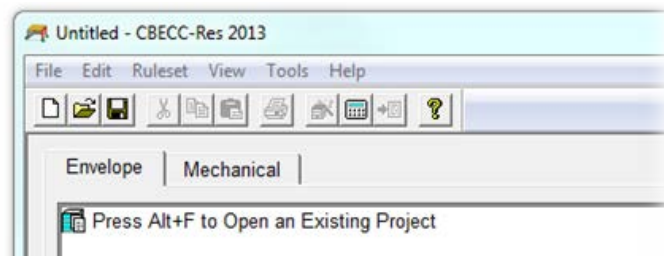 Untitled - CBECC-Res 2013
File Edit Ruleset View Tools Help
Envelope Mechanical
Press Alt+F to Open an Existing Project